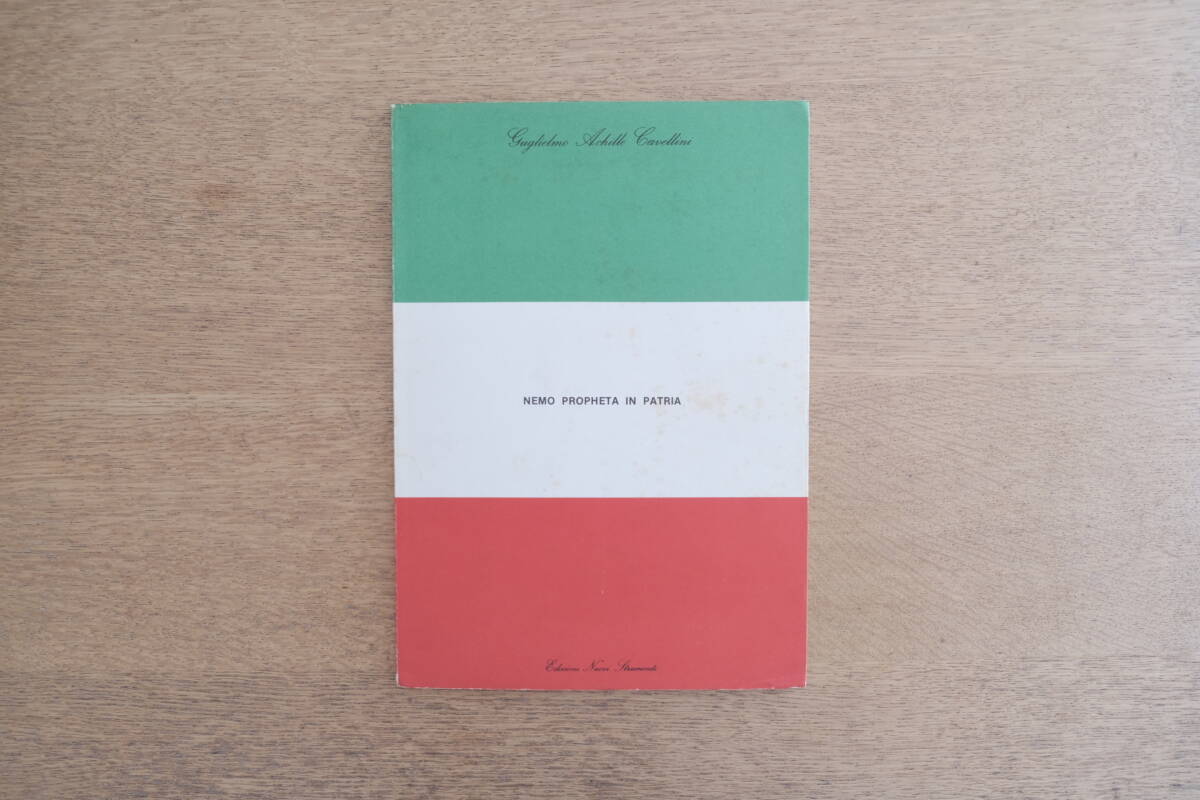 Guglielmo Achille Cavellini
NEMO PROPHETA IN PATRIA
Edizioni Nuovi Strumenti